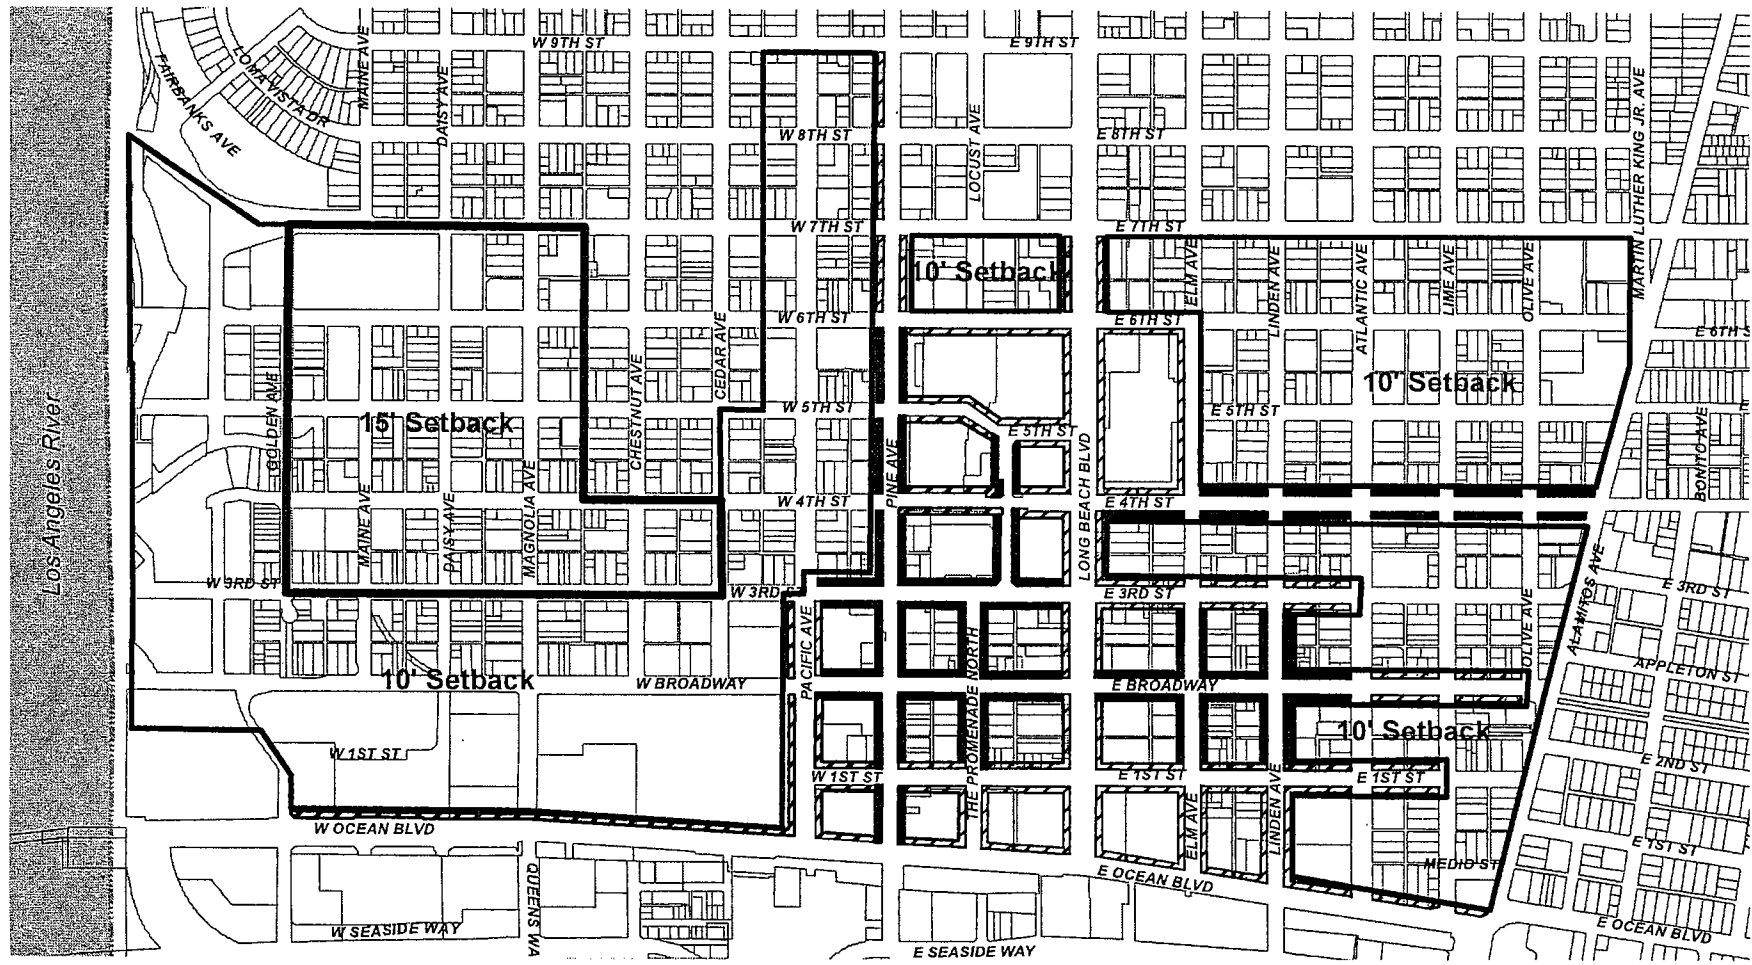 W 9TH ST
E 9TH ST
MAINE AVE
LOMA VISTA DR
FAIRBANKS AVE
DAISY AVE
MARTIN LUTHER KING JR. AVE
W 8TH ST
E 8TH ST
LOCUST AVE
W 7TH ST
E 7TH ST
10' Setback
ELM AVE
LINDEN AVE
ATLANTIC AVE
LIME AVE
OLIVE AVE
W 6TH ST
E 6TH ST
E 6TH S
CEDAR AVE
CHESTNUT AVE
GOLDEN AVE
15' Setback
10' Setback
W 5TH ST
E 5TH ST
E 5TH ST
Los Angeles River
PINE AVE
LONG BEACH BLVD
BONITO AVE
MAINE AVE
DAISY AVE
MAGNOLIA AVE
W 4TH ST
E 4TH ST
W 3RD ST
W 3RD S
E 3RD ST
E 3RD ST
ALAMITOS AVE
OLIVE AVE
PACIFIC AVE
THE PROMENADE NORTH
APPLETON ST
10' Setback
W BROADWAY
E BROADWAY
10' Setback
W 1ST ST
W 1ST ST
E 1ST ST
E 1ST ST
E 2ND ST
ELM AVE
LINDEN AVE
W OCEAN BLVD
E 1ST ST
MEDIO ST
E OCEAN BLVD
QUEENS WA
W SEASIDE WAY
E OCEAN BLVD
E SEASIDE WAY